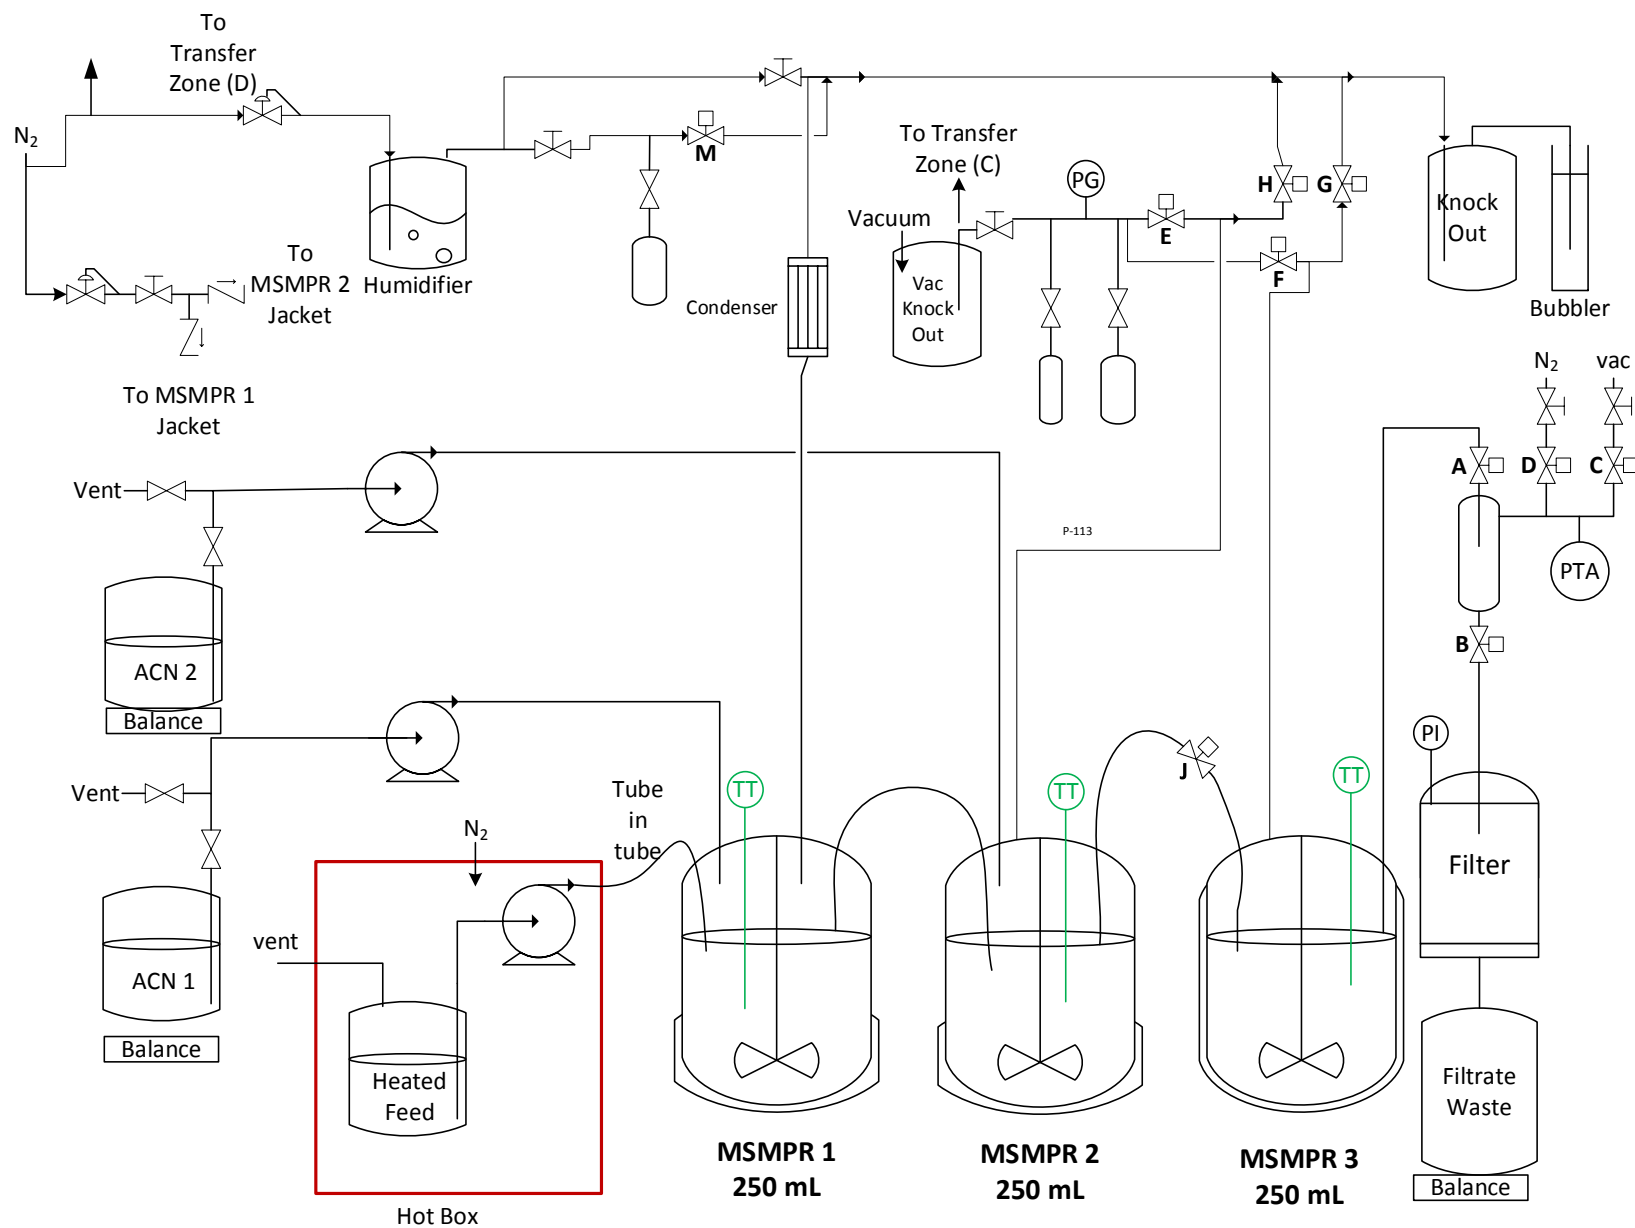 To
Transfer
Zone (D)
N2
M
To Transfer
Zone (C)
PG
H
G
Vacuum
E
F
Knock
Out
To
MSMPR 2
Jacket
Humidifier
Vac
Knock
Out
Condenser
Bubbler
To MSMPR 1
Jacket
N2
vac
A
D
C
Vent
P-113
PTA
B
ACN 2
Balance
PI
J
TT
TT
TT
Vent
Tube
in
tube
N2
Filter
vent
ACN 1
Balance
Heated
Feed
Filtrate
Waste
MSMPR 1
250 mL
MSMPR 2
250 mL
MSMPR 3
250 mL
Balance
Hot Box